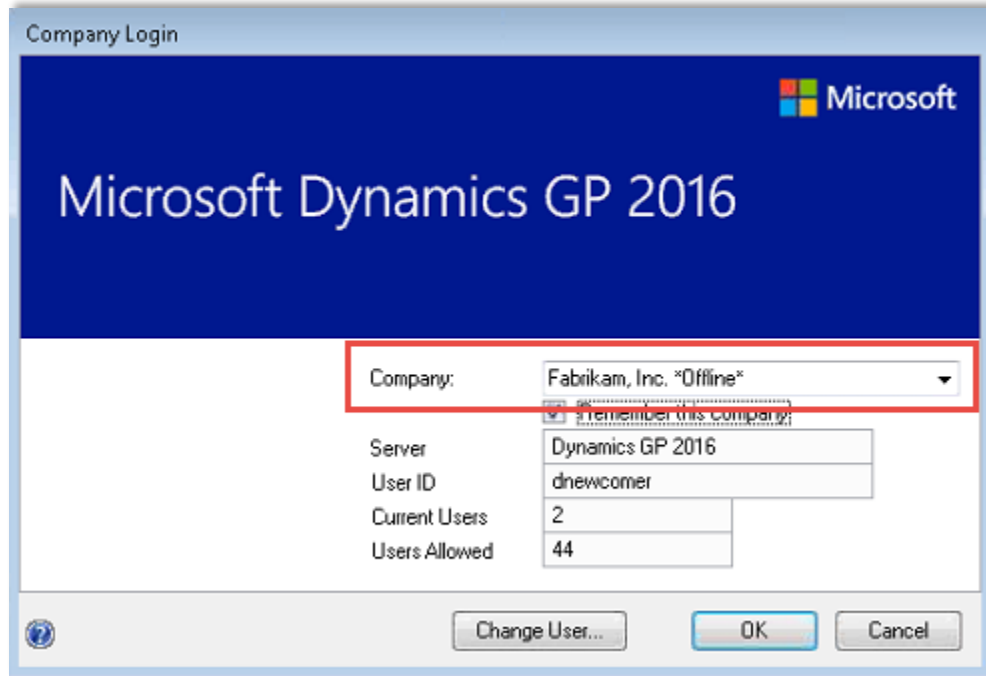 Company Login
Microsoft
Microsoft Dynamics GP 2016
Company: Fabrikam, Inc. *Offline*
Remember this company
Server Dynamics GP 2016
User ID dnewcomer
Current Users 2
Users Allowed 44
? Change User... OK Cancel